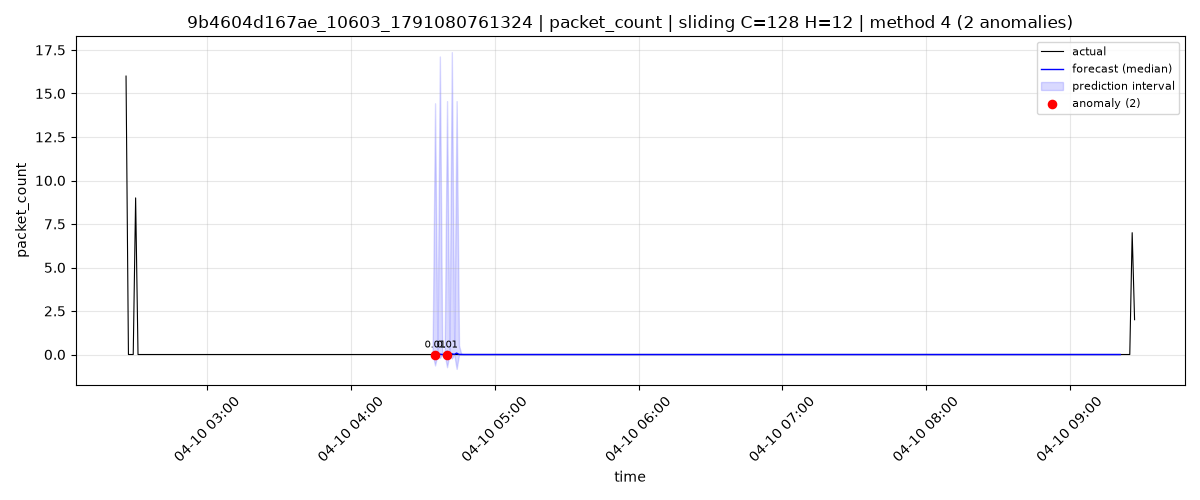 9b4604d167ae_10603_1791080761324 | packet_count | sliding C=128 H=12 | method 4 (2 anomalies)
actual
forecast (median)
prediction interval
anomaly (2)
packet_count
17.5
15.0
12.5
10.0
7.5
5.0
2.5
0.0
04-10 03:00
04-10 04:00
04-10 05:00
04-10 06:00
04-10 07:00
04-10 08:00
04-10 09:00
time